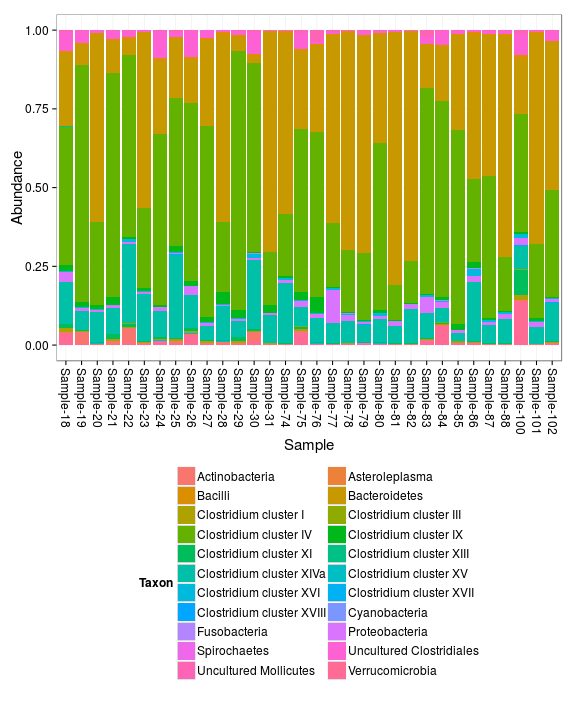 1.00
0.75
0.50
0.25
0.00
Abundance
Sample-18
Sample-19
Sample-20
Sample-21
Sample-22
Sample-23
Sample-24
Sample-25
Sample-26
Sample-27
Sample-28
Sample-29
Sample-30
Sample-31
Sample-74
Sample-75
Sample-76
Sample-77
Sample-78
Sample-79
Sample-80
Sample-81
Sample-82
Sample-83
Sample-84
Sample-85
Sample-86
Sample-87
Sample-88
Sample-100
Sample-101
Sample-102
Sample
Taxon
Actinobacteria Asteroleplasma
Bacilli Bacteroidetes
Clostridium cluster I Clostridium cluster III
Clostridium cluster IV Clostridium cluster IX
Clostridium cluster XI Clostridium cluster XIII
Clostridium cluster XIVa Clostridium cluster XV
Clostridium cluster XVI Clostridium cluster XVII
Clostridium cluster XVIII Cyanobacteria
Fusobacteria Proteobacteria
Spirochaetes Uncultured Clostridiales
Uncultured Mollicutes Verrucomicrobia